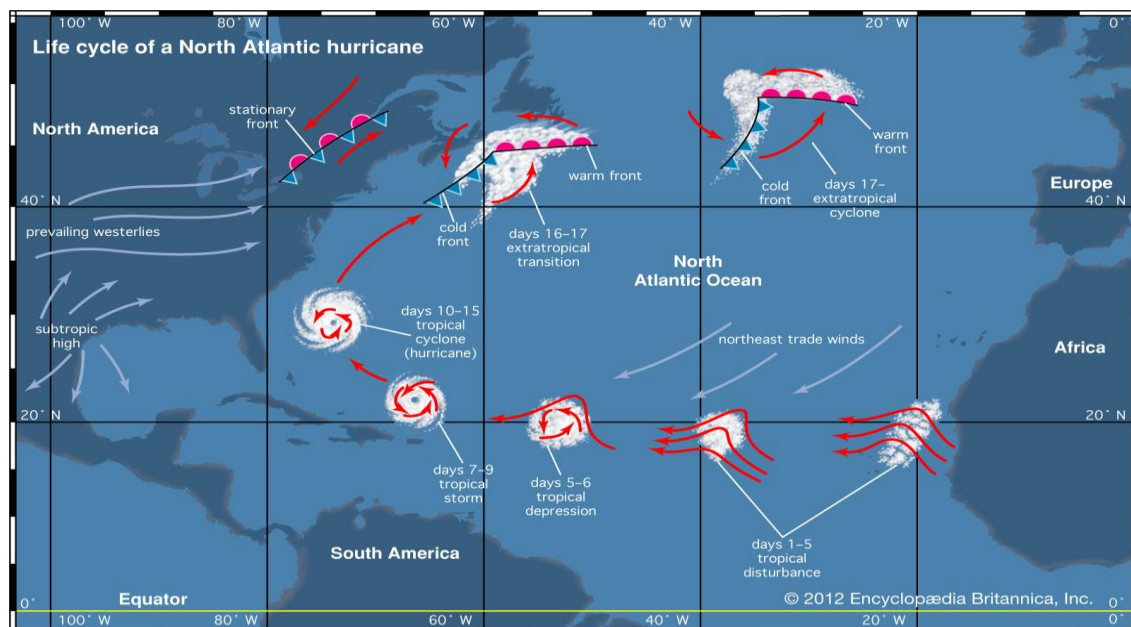 100˚ W
80˚ W
60˚ W
40˚ W
20˚ W
0˚
Life cycle of a North Atlantic hurricane
stationary
front
North America
warm front
warm
front
cold
front
days 17–
extratropical
cyclone
Europe
40˚ N
40˚ N
prevailing westerlies
cold
front
days 16–17
extratropical
transition
North
Atlantic Ocean
days 10–15
tropical
cyclone
(hurricane)
subtropic
high
northeast trade winds
Africa
20˚ N
20˚ N
days 7–9
tropical
storm
days 5–6
tropical
depression
days 1–5
tropical
disturbance
South America
Equator
© 2012 Encyclopædia Britannica, Inc.
0˚
0˚
100˚ W
80˚ W
60˚ W
40˚ W
20˚ W
0˚